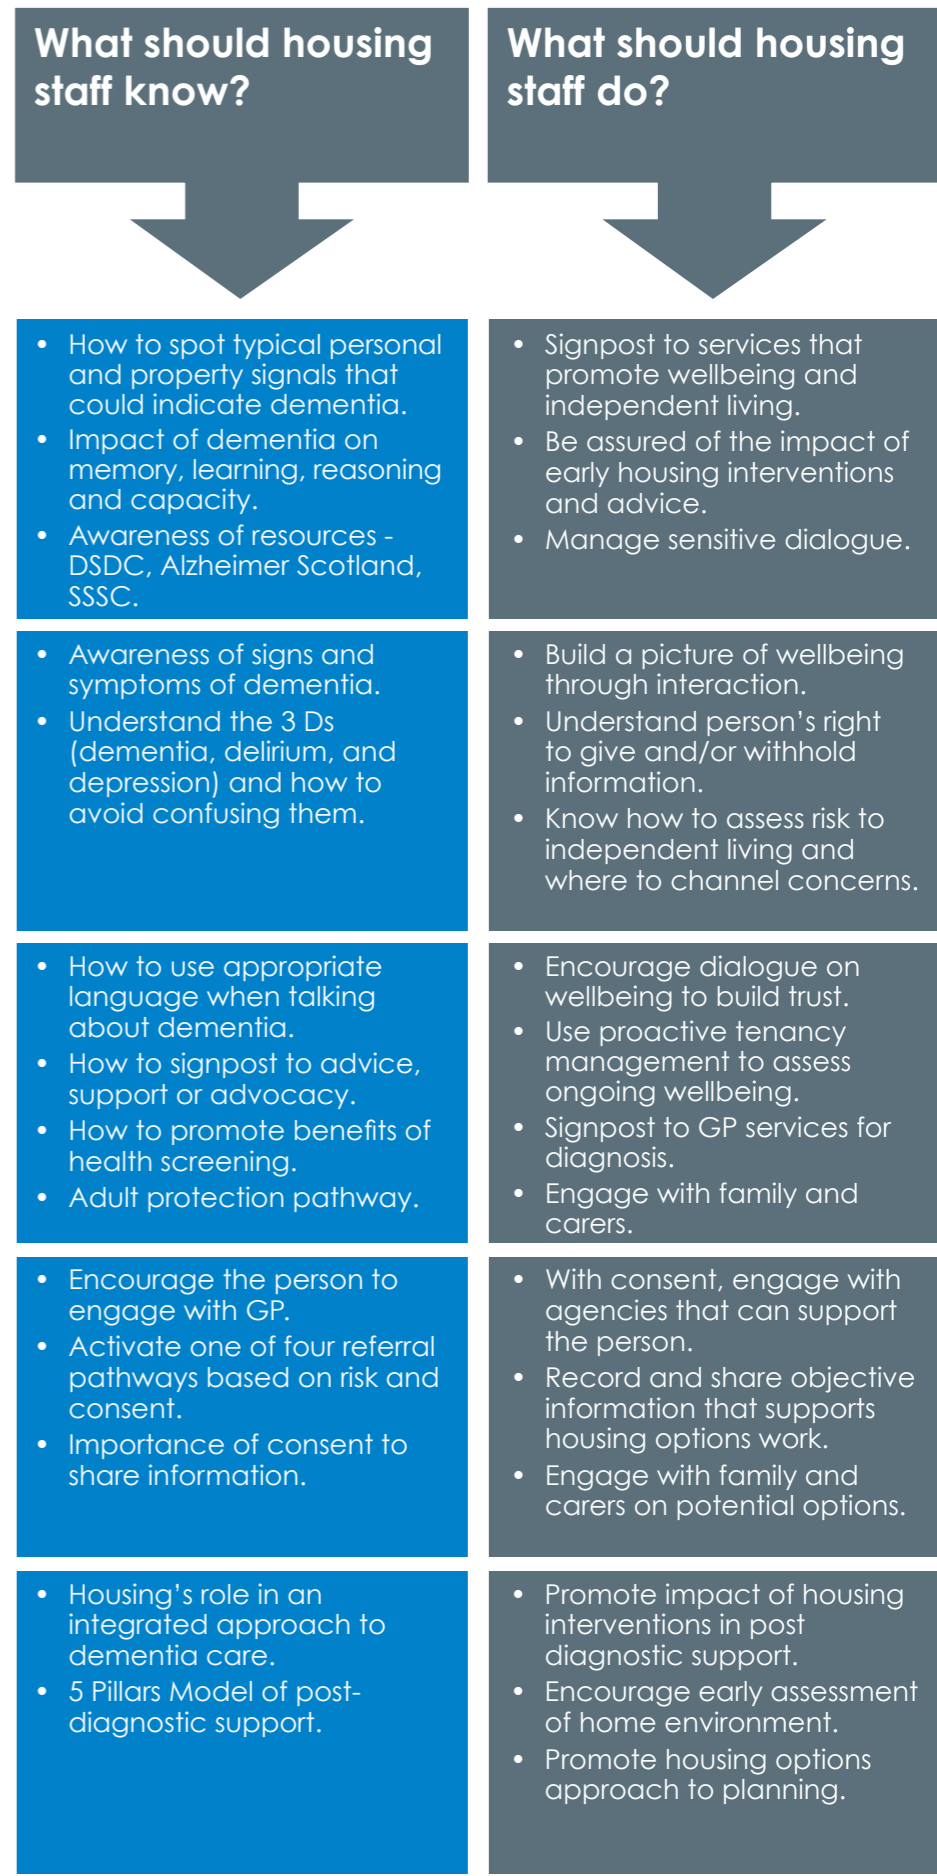 What should housing
staff know?
What should housing
staff do?
• How to spot typical personal
and property signals that
could indicate dementia.
• Impact of dementia on
memory, learning, reasoning
and capacity.
• Awareness of resources -
DSDC, Alzheimer Scotland,
SSSC.
• Signpost to services that
promote wellbeing and
independent living.
• Be assured of the impact of
early housing interventions
and advice.
• Manage sensitive dialogue.
• Awareness of signs and
symptoms of dementia.
• Understand the 3 Ds
(dementia, delirium, and
depression) and how to
avoid confusing them.
• Build a picture of wellbeing
through interaction.
• Understand person’s right
to give and/or withhold
information.
• Know how to assess risk to
independent living and
where to channel concerns.
• How to use appropriate
language when talking
about dementia.
• How to signpost to advice,
support or advocacy.
• How to promote benefits of
health screening.
• Adult protection pathway.
• Encourage dialogue on
wellbeing to build trust.
• Use proactive tenancy
management to assess
ongoing wellbeing.
• Signpost to GP services for
diagnosis.
• Engage with family and
carers.
• Encourage the person to
engage with GP.
• Activate one of four referral
pathways based on risk and
consent.
• Importance of consent to
share information.
• With consent, engage with
agencies that can support
the person.
• Record and share objective
information that supports
housing options work.
• Engage with family and
carers on potential options.
• Housing’s role in an
integrated approach to
dementia care.
• 5 Pillars Model of post-
diagnostic support.
• Promote impact of housing
interventions in post
diagnostic support.
• Encourage early assessment
of home environment.
• Promote housing options
approach to planning.